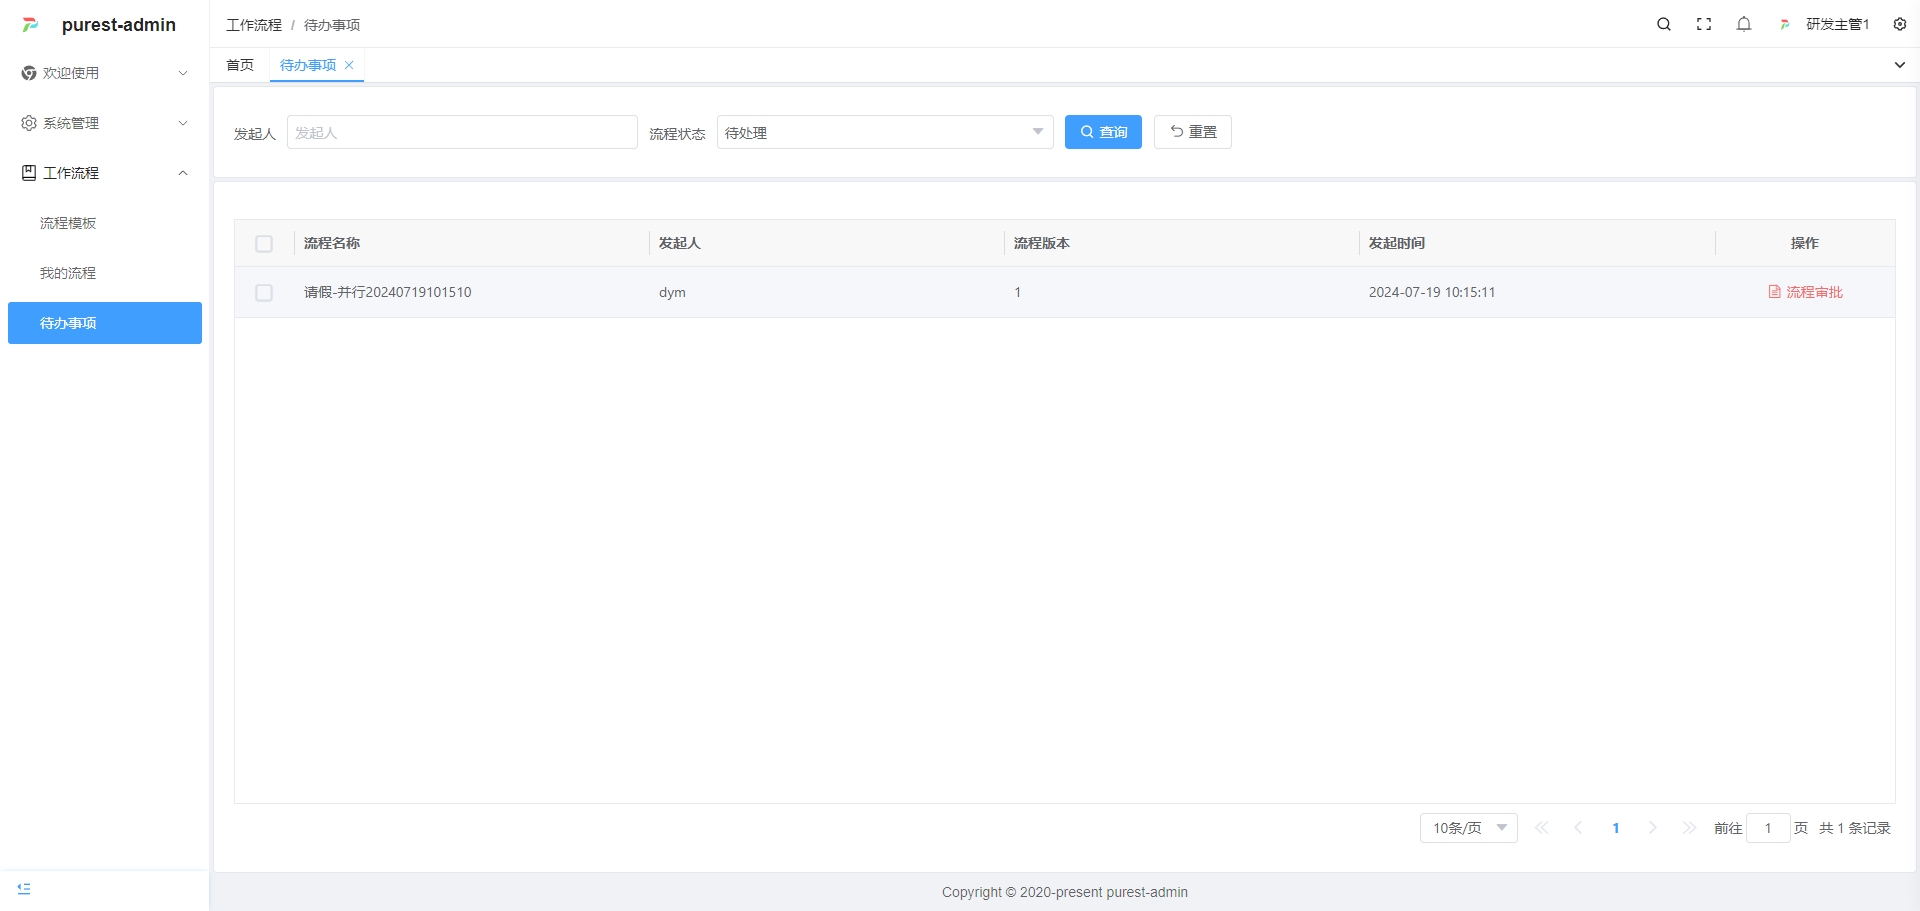 purest-admin
工作流程 / 待办事项
研发主管1
欢迎使用
系统管理
工作流程
流程模板
我的流程
待办事项
首页
待办事项
发起人 发起人 流程状态 待处理 查询 重置
流程名称 发起人 流程版本 发起时间 操作
请假-并行20240719101510 dym 1 2024-07-19 10:15:11 流程审批
10条/页 1 前往 1 页 共 1 条记录
Copyright © 2020-present purest-admin